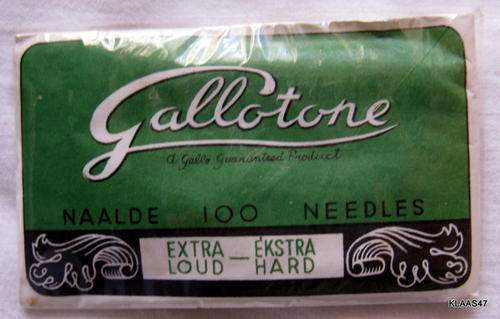 Gallotone
A Gallo Guaranteed Product
NAALDE 100 NEEDLES
EXTRA — EKSTRA
LOUD HARD
KLAAS47